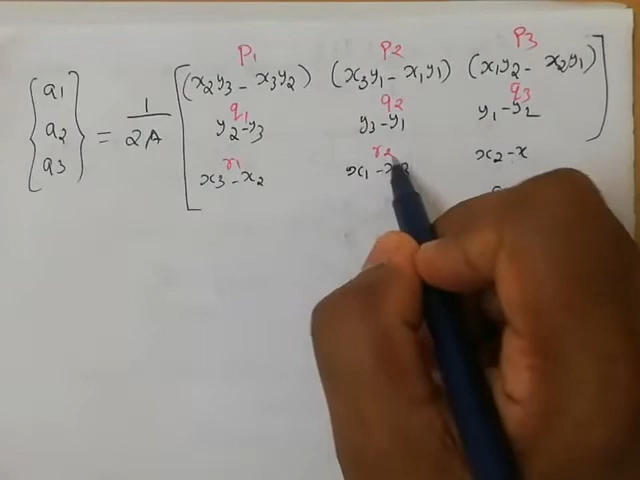 P1 P2 P3
a1 (x2y3 - x3y2) (x3y1 - x1y1) (x1y2 - x2y1)
q1 q2 q3
a2 = 1/2A y2-y3 y3-y1 y1-y2
r1 r2
a3 x3-x2 x1- x2-x